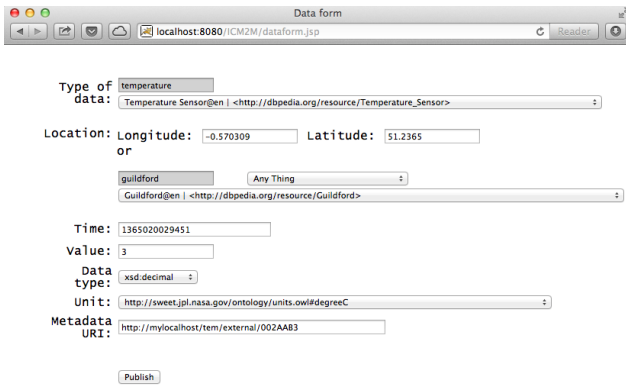 Data form
localhost:8080/ICM2M/dataform.jsp
Reader
Type of data:
temperature
Temperature Sensor@en | <http://dbpedia.org/resource/Temperature_Sensor>
Location: Longitude: -0.570309 Latitude: 51.2365
or
guildford Any Thing
Guildford@en | <http://dbpedia.org/resource/Guildford>
Time: 1365020029451
Value: 3
Data type: xsd:decimal
Unit: http://sweet.jpl.nasa.gov/ontology/units.owl#degreeC
Metadata URI: http://mylocalhost/tem/external/002AAB3
Publish